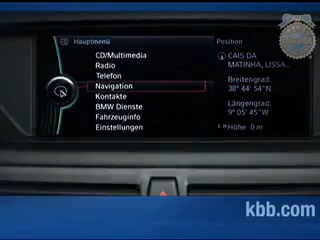 Hauptmenü
CD/Multimedia
Radio
Telefon
Navigation
Kontakte
BMW Dienste
Fahrzeuginfo
Einstellungen
Position
CAIS DA
MATINHA, LISSA...
Breitengrad:
38° 44' 54"N
Längengrad:
9° 05' 45"W
Höhe 0 m
kbb.com